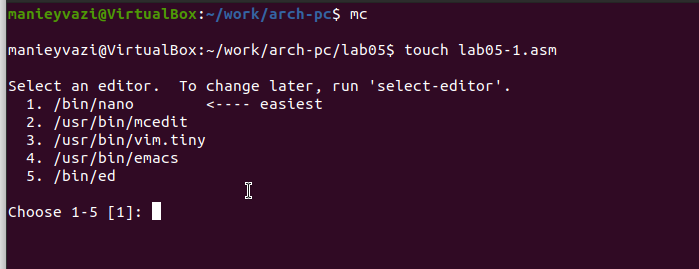 manieyvazi@VirtualBox:~/work/arch-pc$ mc
manieyvazi@VirtualBox:~/work/arch-pc/lab05$ touch lab05-1.asm
Select an editor.  To change later, run 'select-editor'.
  1. /bin/nano        <---- easiest
  2. /usr/bin/mcedit
  3. /usr/bin/vim.tiny
  4. /usr/bin/emacs
  5. /bin/ed
Choose 1-5 [1]: